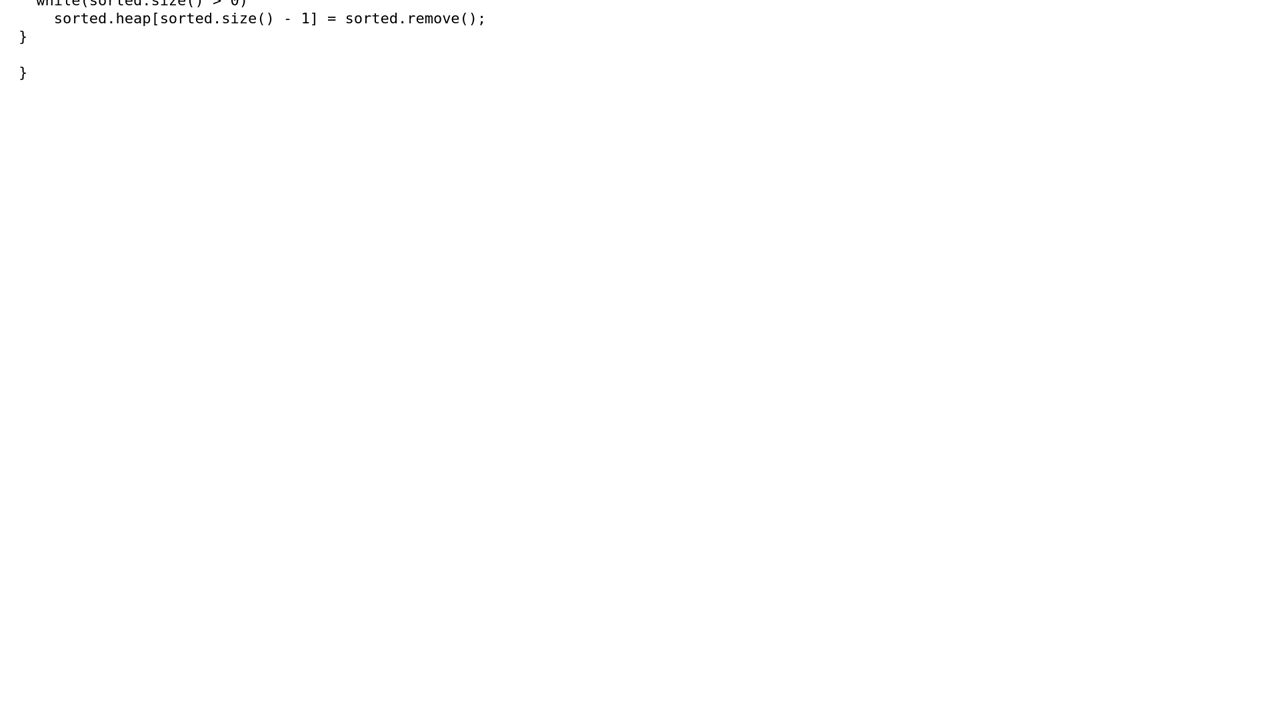 while(sorted.size() > 0)
sorted.heap[sorted.size() - 1] = sorted.remove();
}
}